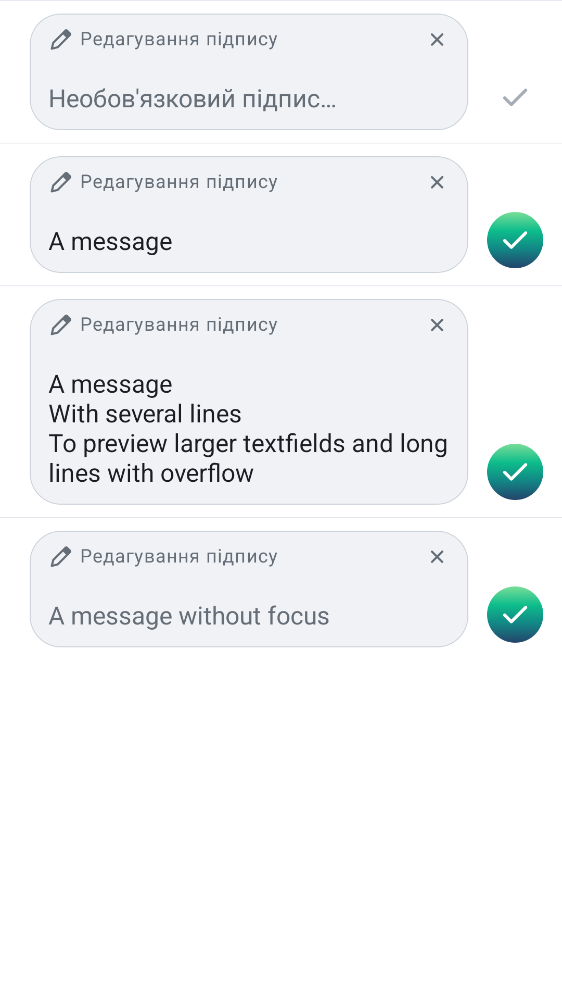 Редагування підпису
Необов'язковий підпис…
Редагування підпису
A message
Редагування підпису
A message
With several lines
To preview larger textfields and long
lines with overflow
Редагування підпису
A message without focus